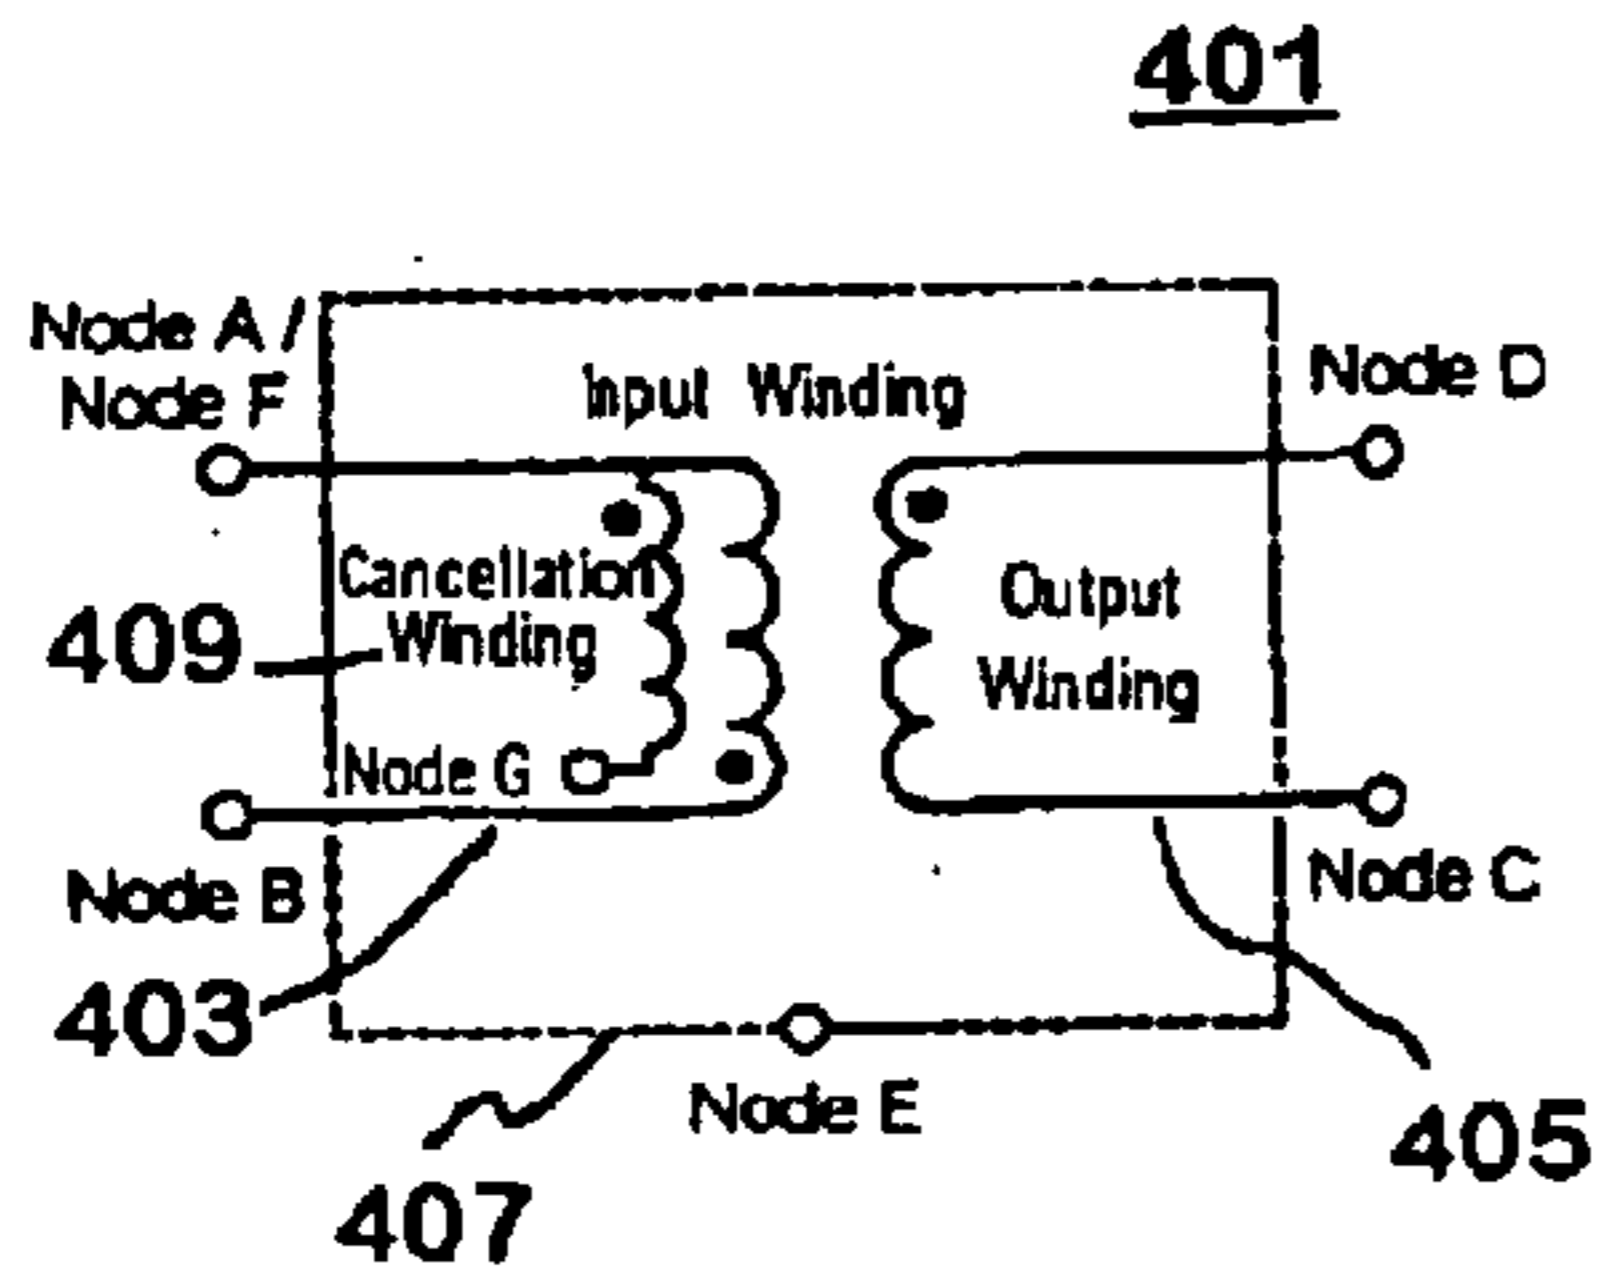 401
Node A /
Node F
Input Winding
Node D
Cancellation
Winding
409
Output
Winding
Node G
Node B
Node C
403
Node E
405
407